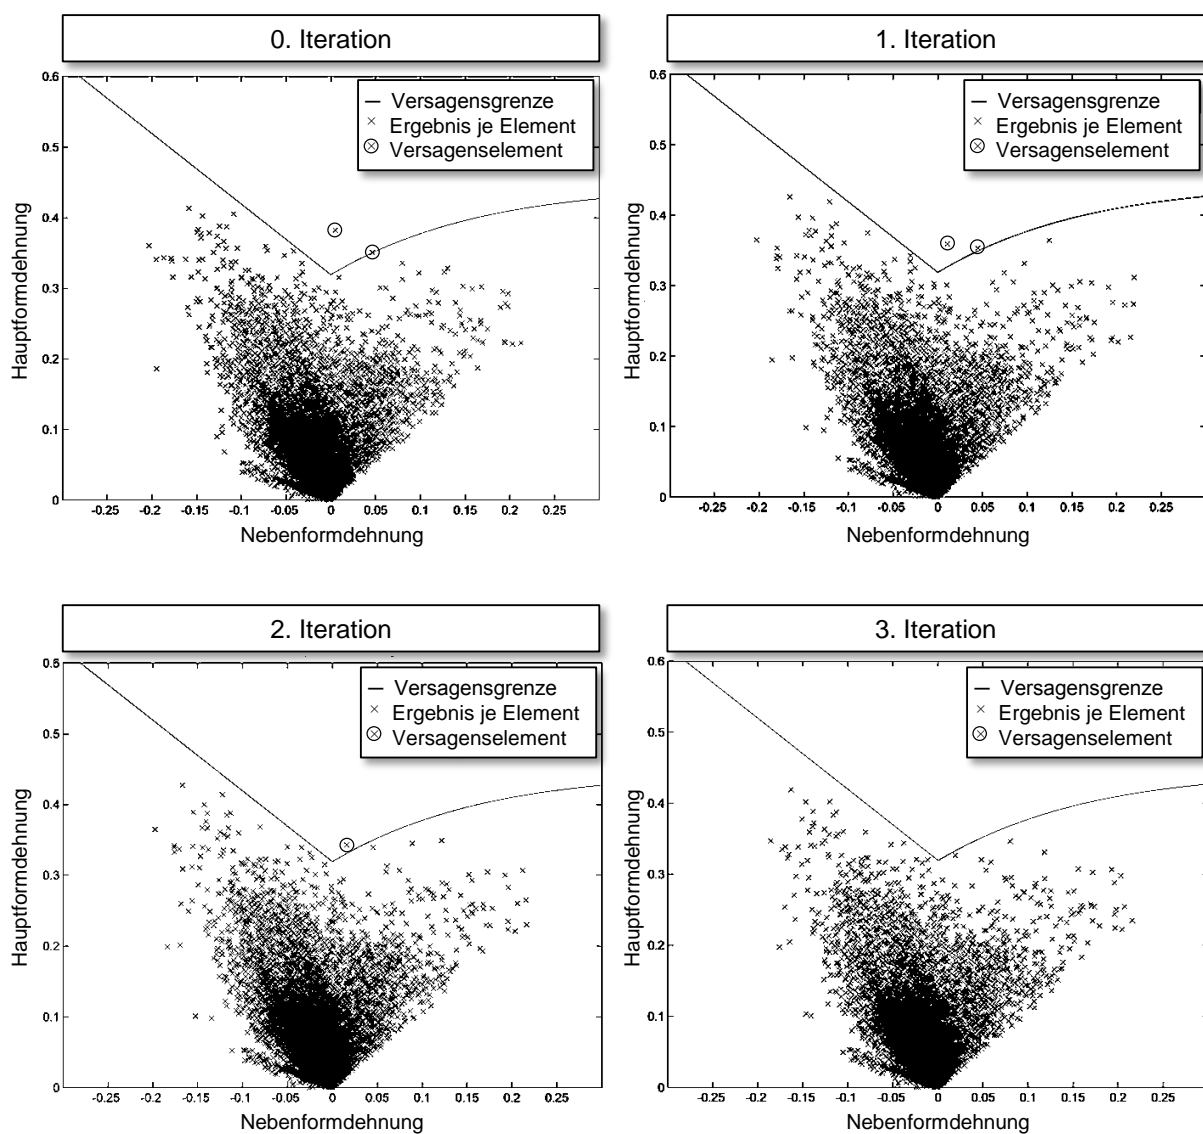 0. Iteration
0.6
0.5
0.4
0.3
0.2
0.1
0
Hauptformdehnung
Versagensgrenze
Ergebnis je Element
Versagenselement
-0.25 -0.2 -0.15 -0.1 -0.05 0 0.05 0.1 0.15 0.2 0.25
Nebenformdehnung
1. Iteration
0.6
0.5
0.4
0.3
0.2
0.1
0
Hauptformdehnung
Versagensgrenze
Ergebnis je Element
Versagenselement
-0.25 -0.2 -0.15 -0.1 -0.05 0 0.05 0.1 0.15 0.2 0.25
Nebenformdehnung
2. Iteration
0.6
0.5
0.4
0.3
0.2
0.1
0
Hauptformdehnung
Versagensgrenze
Ergebnis je Element
Versagenselement
-0.25 -0.2 -0.15 -0.1 -0.05 0 0.05 0.1 0.15 0.2 0.25
Nebenformdehnung
3. Iteration
0.6
0.5
0.4
0.3
0.2
0.1
0
Hauptformdehnung
Versagensgrenze
Ergebnis je Element
Versagenselement
-0.25 -0.2 -0.15 -0.1 -0.05 0 0.05 0.1 0.15 0.2 0.25
Nebenformdehnung